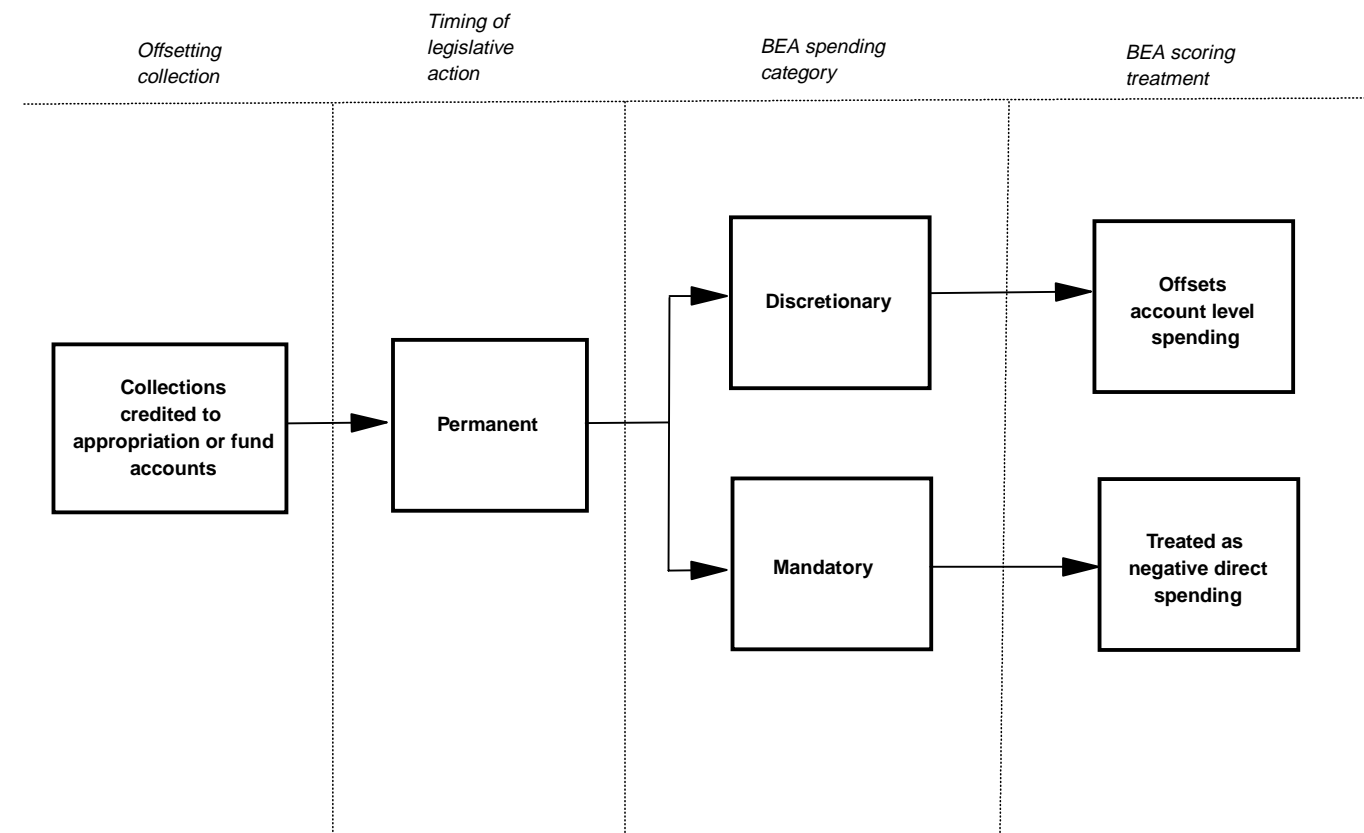 Offsetting
collection
Timing of
legislative
action
BEA spending
category
BEA scoring
treatment
Collections
credited to
appropriation or fund
accounts
Permanent
Discretionary
Mandatory
Offsets
account level
spending
Treated as
negative direct
spending